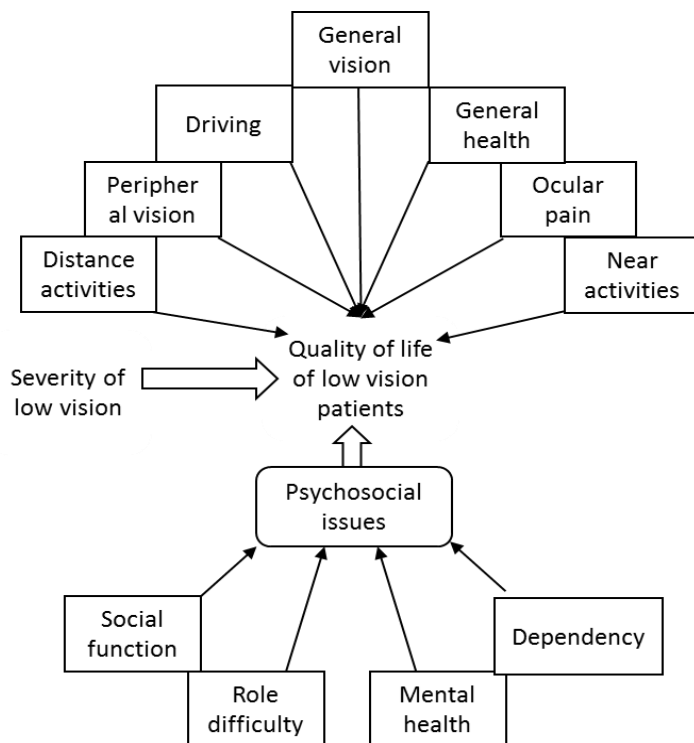 General
vision
Driving
General
health
Peripher
al vision
Ocular
pain
Distance
activities
Near
activities
Severity of
low vision
Quality of life
of low vision
patients
Psychosocial
issues
Social
function
Dependency
Role
difficulty
Mental
health